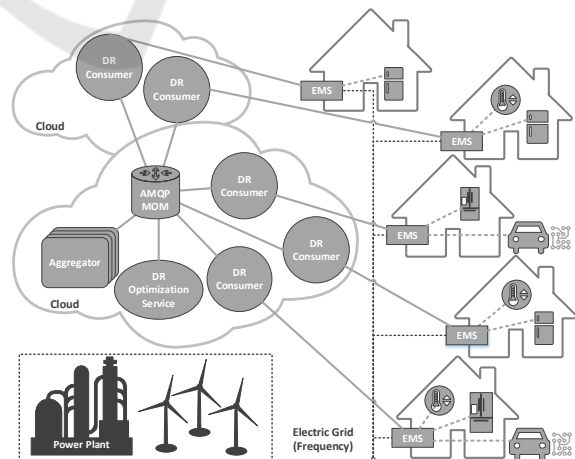 DR
Consumer
DR
Consumer
Cloud
EMS
EMS
AMQP
MOM
DR
Consumer
EMS
Aggregator
DR
Consumer
DR
Optimization
Service
DR
Consumer
Cloud
EMS
Power Plant
Electric Grid
(Frequency)
EMS